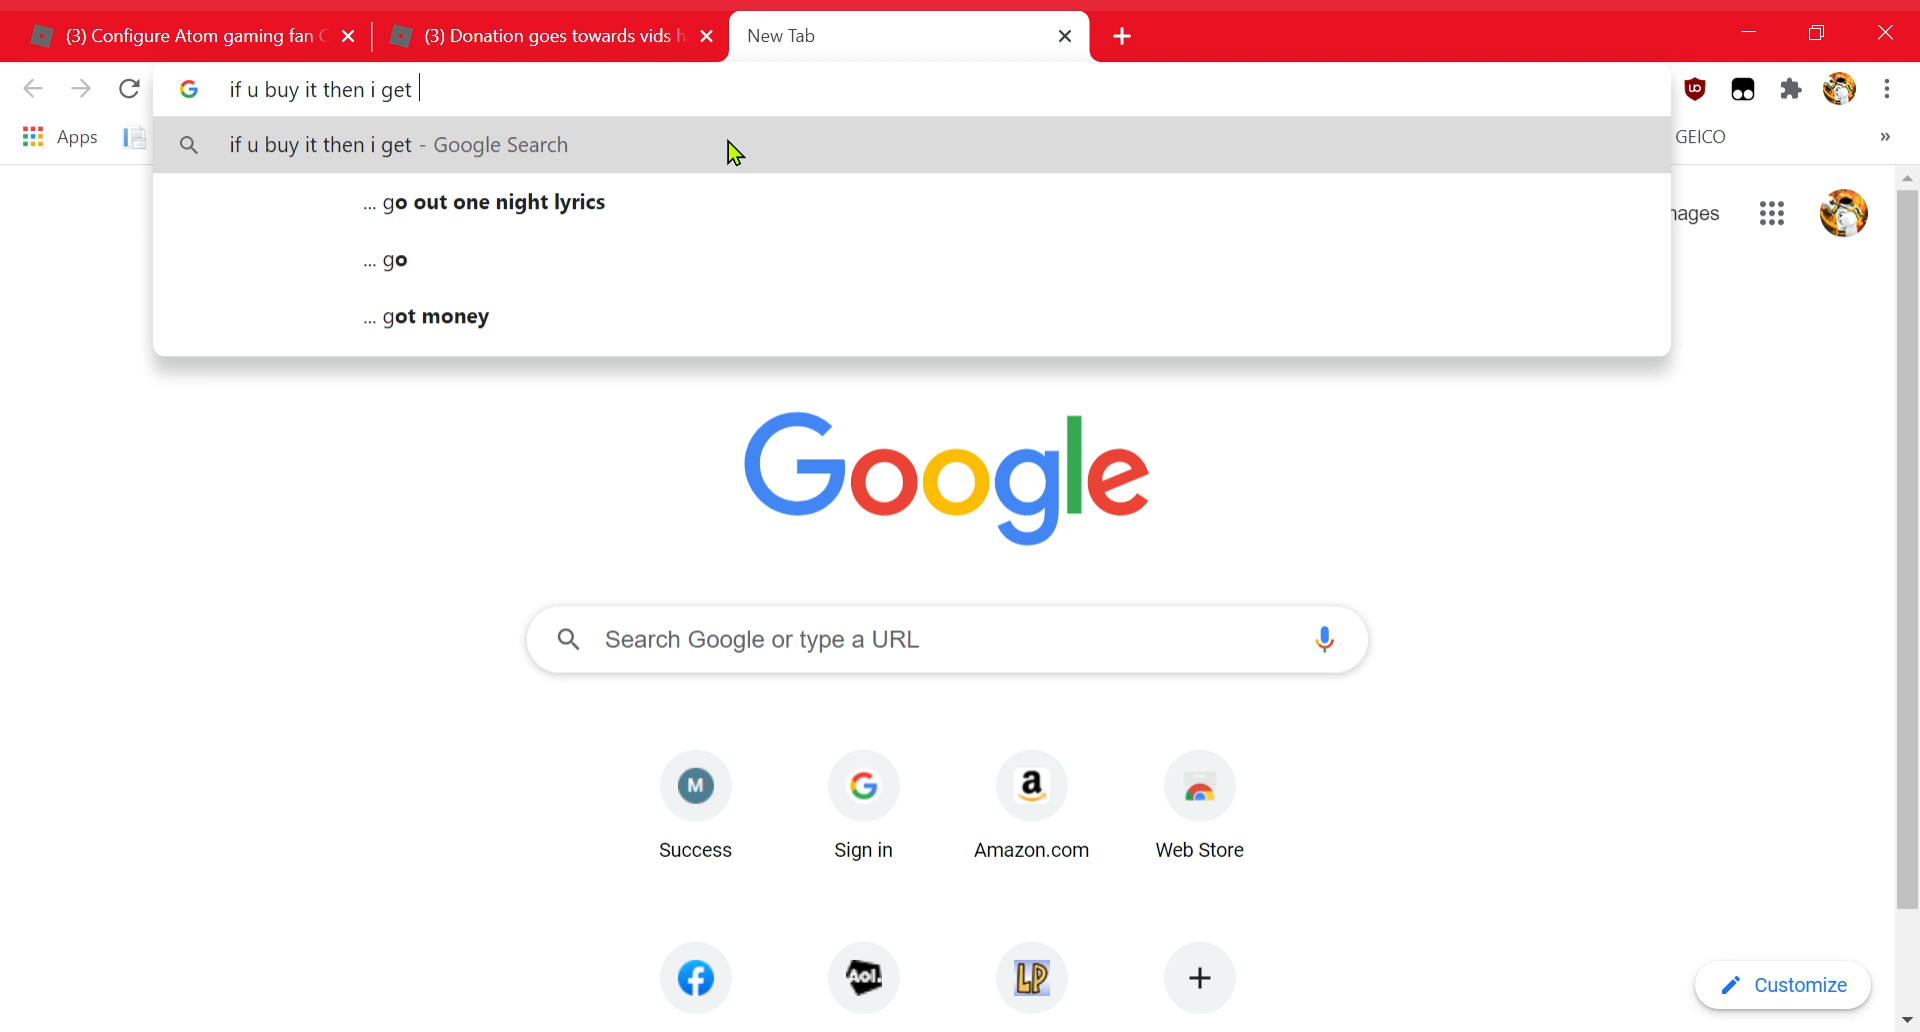 (3) Configure Atom gaming fan
(3) Donation goes towards vids
New Tab
if u buy it then i get
Apps
GEICO
if u buy it then i get - Google Search
... go out one night lyrics
... go
... got money
ages
Google
Search Google or type a URL
M
Success
Sign in
a
Amazon.com
Web Store
Aol.
LP
Customize